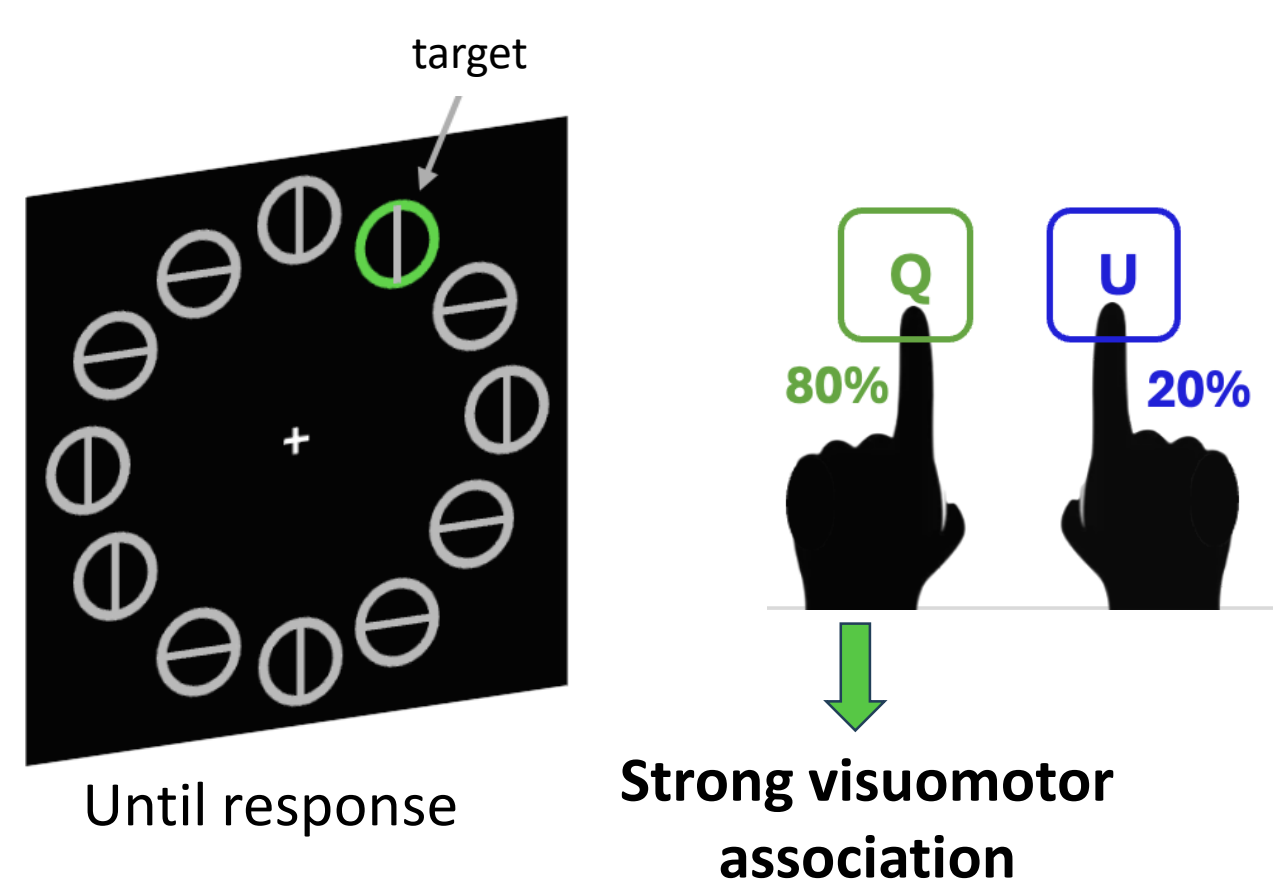 target
Until response
Q
U
80%
20%
Strong visuomotor
association